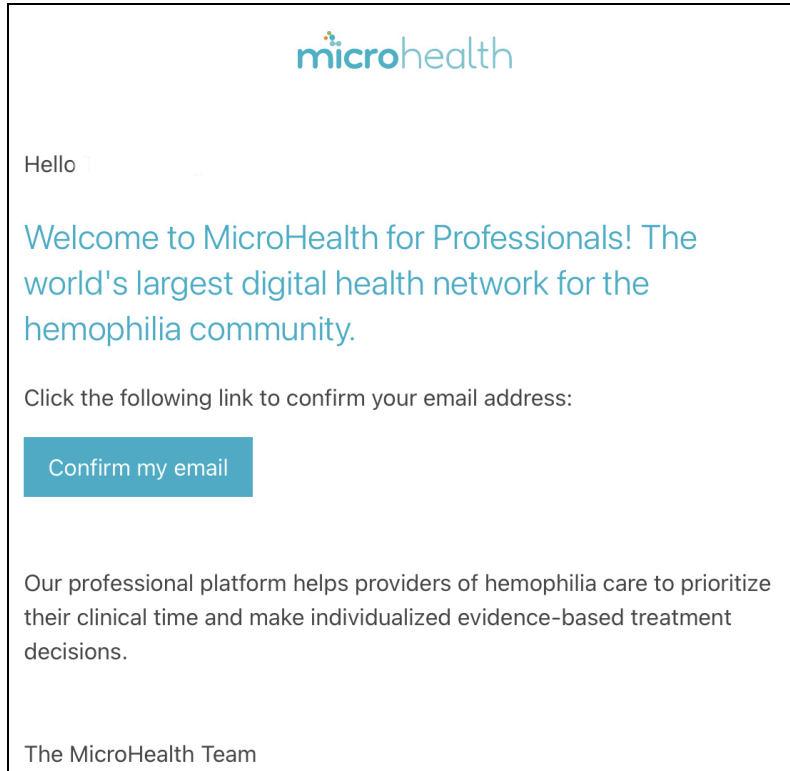 microhealth
Hello
Welcome to MicroHealth for Professionals! The
world's largest digital health network for the
hemophilia community.
Click the following link to confirm your email address:
Confirm my email
Our professional platform helps providers of hemophilia care to prioritize
their clinical time and make individualized evidence-based treatment
decisions.
The MicroHealth Team